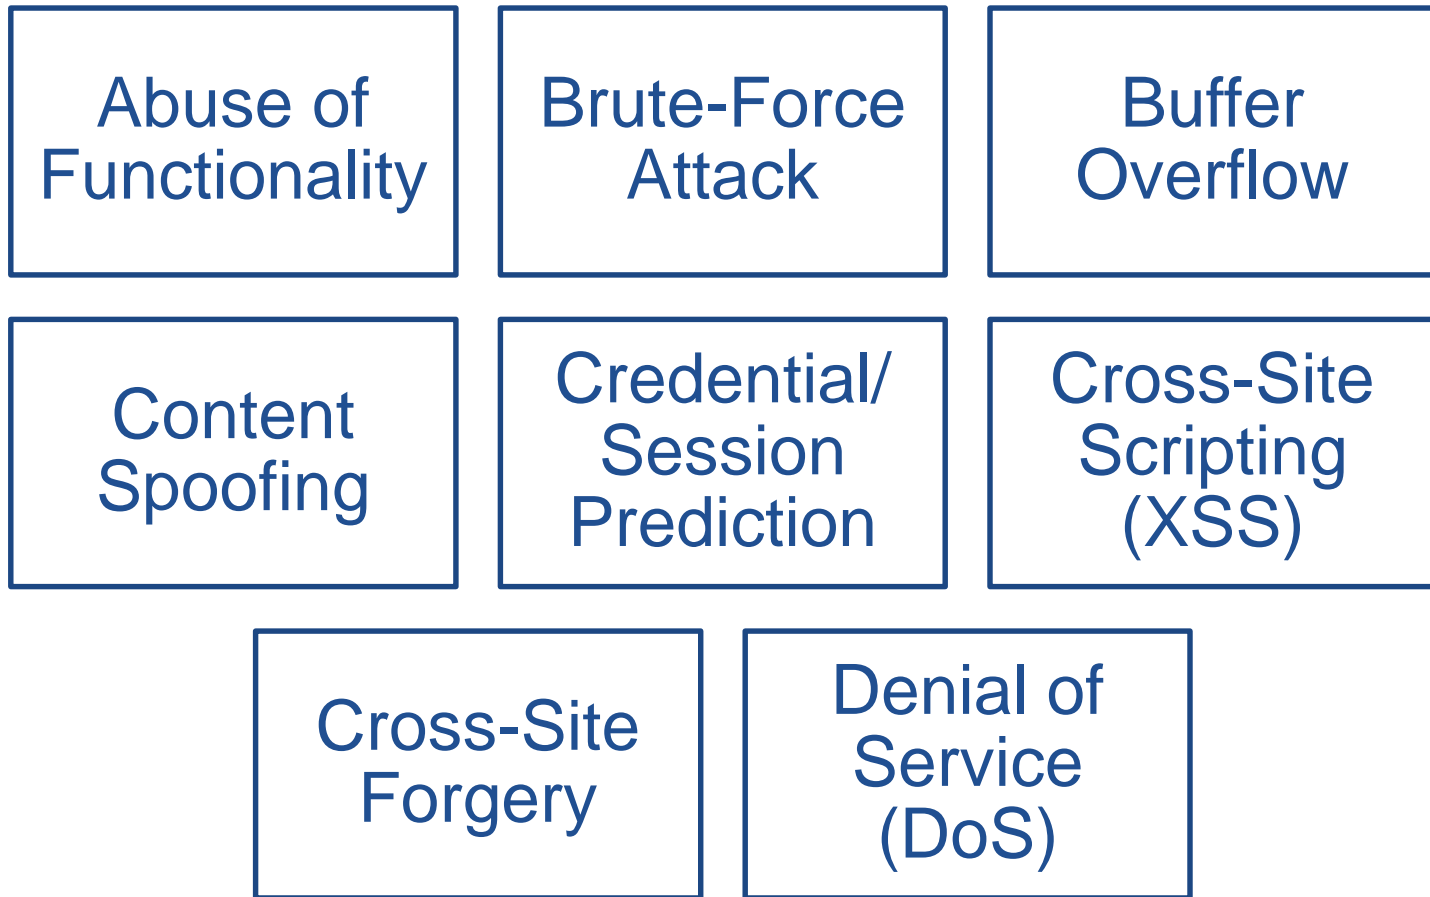 Abuse of
Functionality
Brute-Force
Attack
Buffer
Overflow
Content
Spoofing
Credential/
Session
Prediction
Cross-Site
Scripting
(XSS)
Cross-Site
Forgery
Denial of
Service
(DoS)